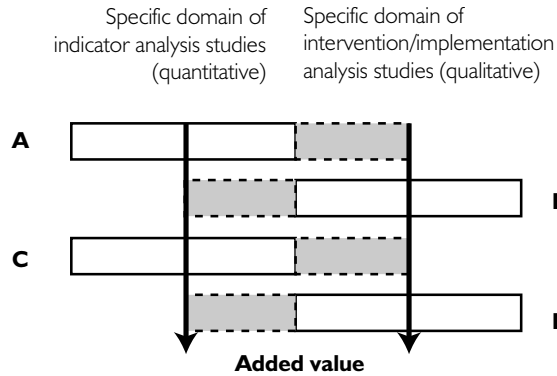 Specific domain of
indicator analysis studies
(quantitative)
Specific domain of
intervention/implementation
analysis studies (qualitative)
A
C
Added value